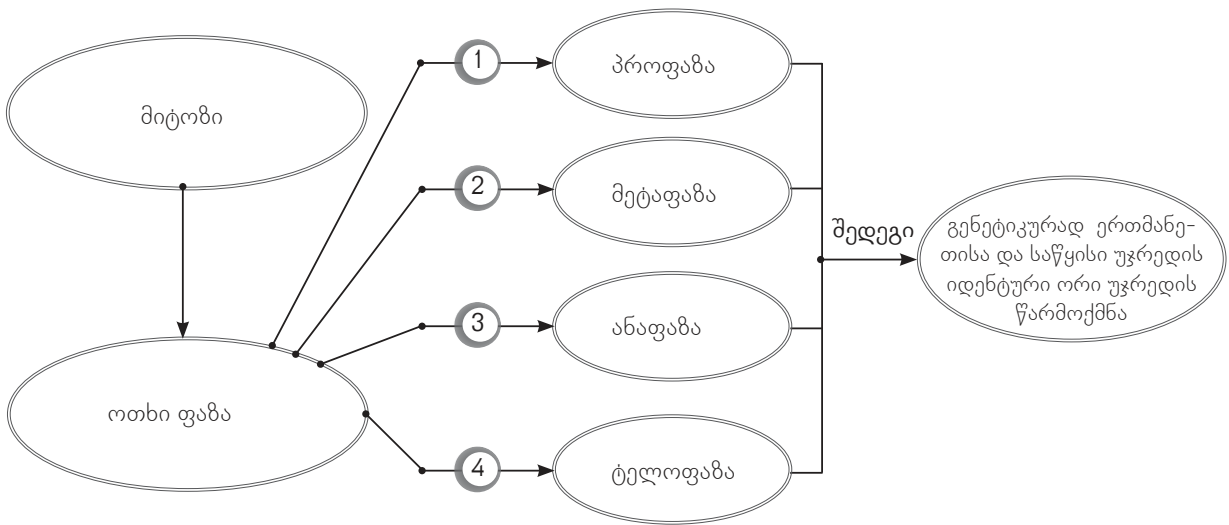 მიტოზი
ოთხი ფაზა
1
პროფაზა
2
მეტაფაზა
3
ანაფაზა
4
ტელოფაზა
შედეგი
გენეტიკურად ერთმანე-
თისა და საწყისი უჯრედის
იდენტური ორი უჯრედის
წარმოქმნა